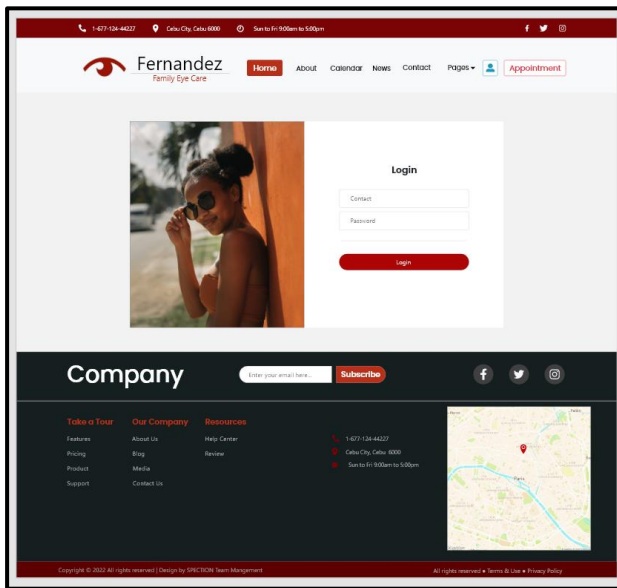 1-677-124-44227 Cebu City, Cebu 6000 Sun to Fri 9:00am to 5:00pm
Fernandez
Family Eye Care
Home About Calendar News Contact Pages Appointment
Login
Contact
Password
Login
Company
Enter your email here... Subscribe
Take a Tour Our Company Resources
Features About Us Help Center
Pricing Blog Review
Product Media
Support Contact Us
1-677-124-44227
Cebu City, Cebu 6000
Sun to Fri 9:00am to 5:00pm
Paris
Copyright © 2022 All rights reserved | Design by SPECTION Team Mangement
All rights reserved • Terms & Use • Privacy Policy